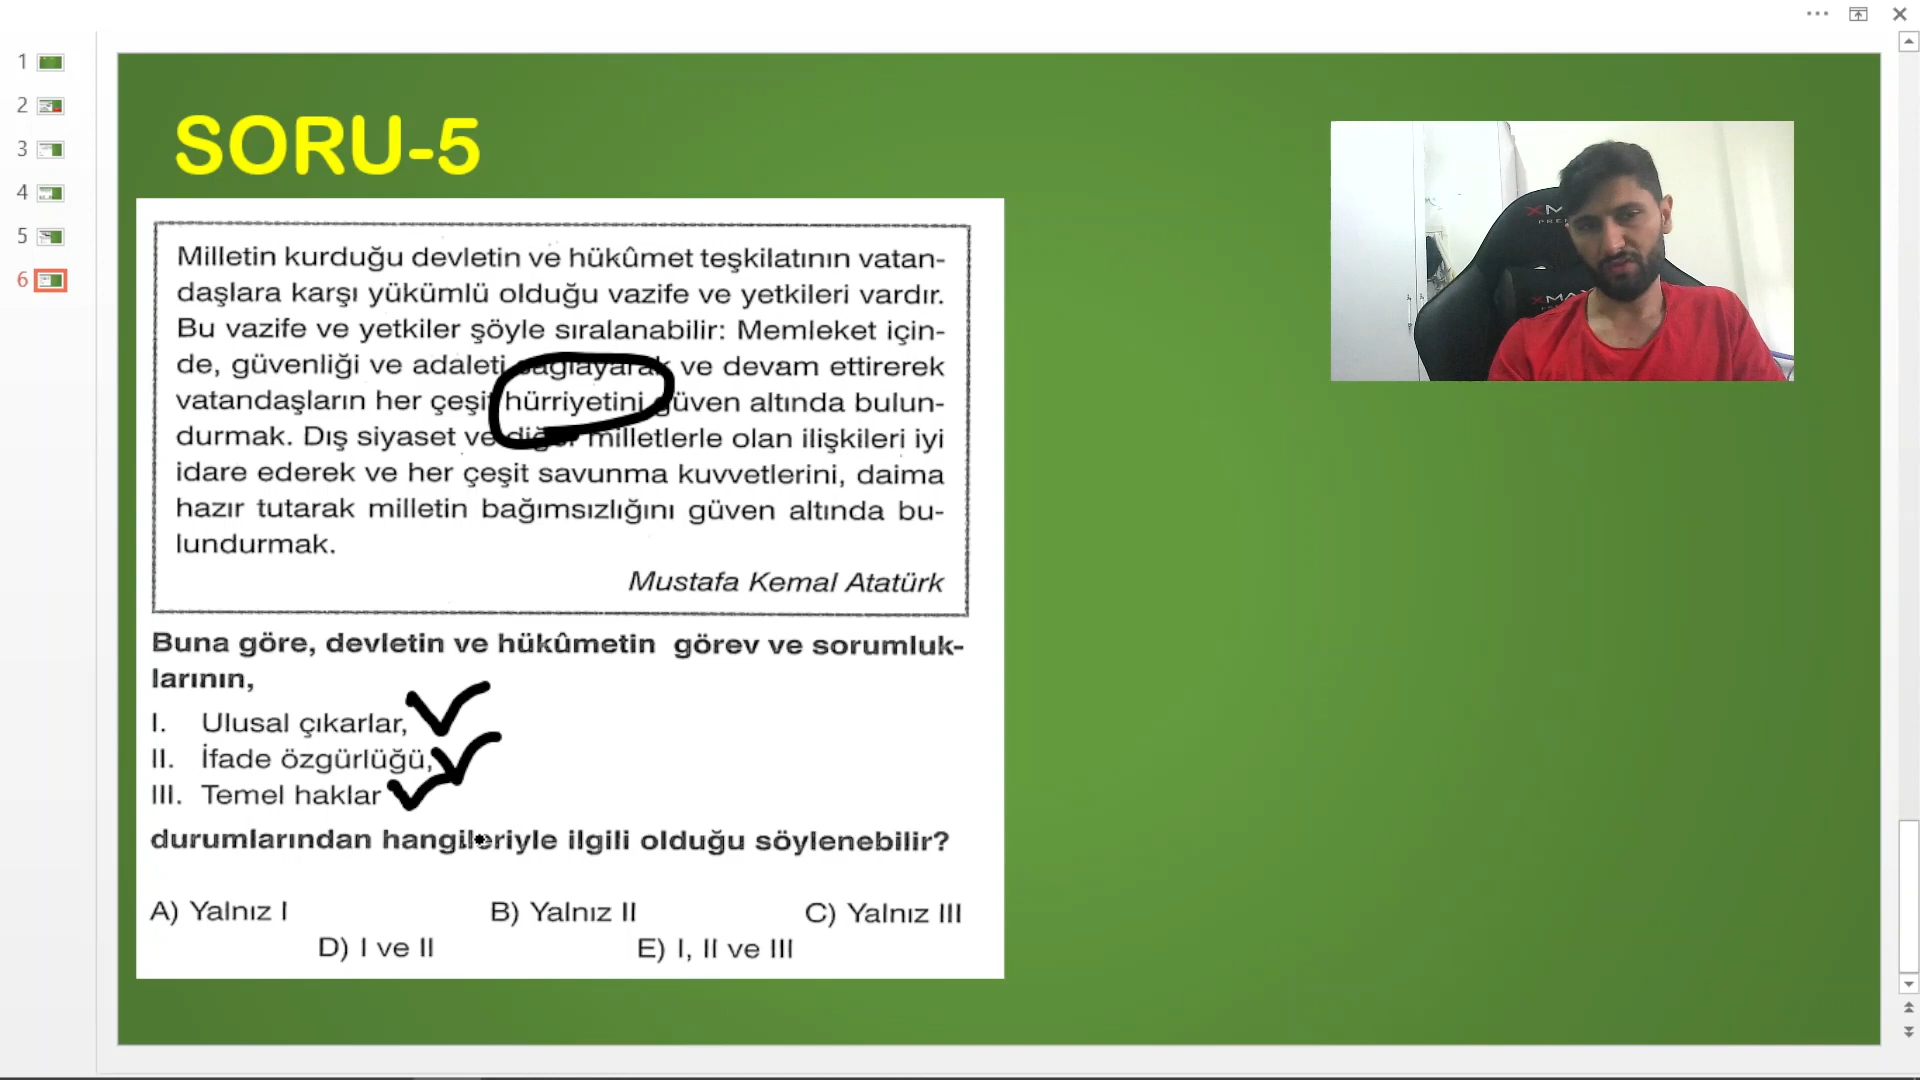 1
2
3
4
5
6
SORU-5
Milletin kurduğu devletin ve hükûmet teşkilatının vatan-
daşlara karşı yükümlü olduğu vazife ve yetkileri vardır.
Bu vazife ve yetkiler şöyle sıralanabilir: Memleket için-
de, güvenliği ve adaleti sağlayarak ve devam ettirerek
vatandaşların her çeşit hürriyetini güven altında bulun-
durmak. Dış siyaset ve diğer milletlerle olan ilişkileri iyi
idare ederek ve her çeşit savunma kuvvetlerini, daima
hazır tutarak milletin bağımsızlığını güven altında bu-
lundurmak.
Mustafa Kemal Atatürk
Buna göre, devletin ve hükûmetin görev ve sorumluk-
larının,
I. Ulusal çıkarlar,
II. İfade özgürlüğü,
III. Temel haklar
durumlarından hangileriyle ilgili olduğu söylenebilir?
A) Yalnız I B) Yalnız II C) Yalnız III
D) I ve II E) I, II ve III